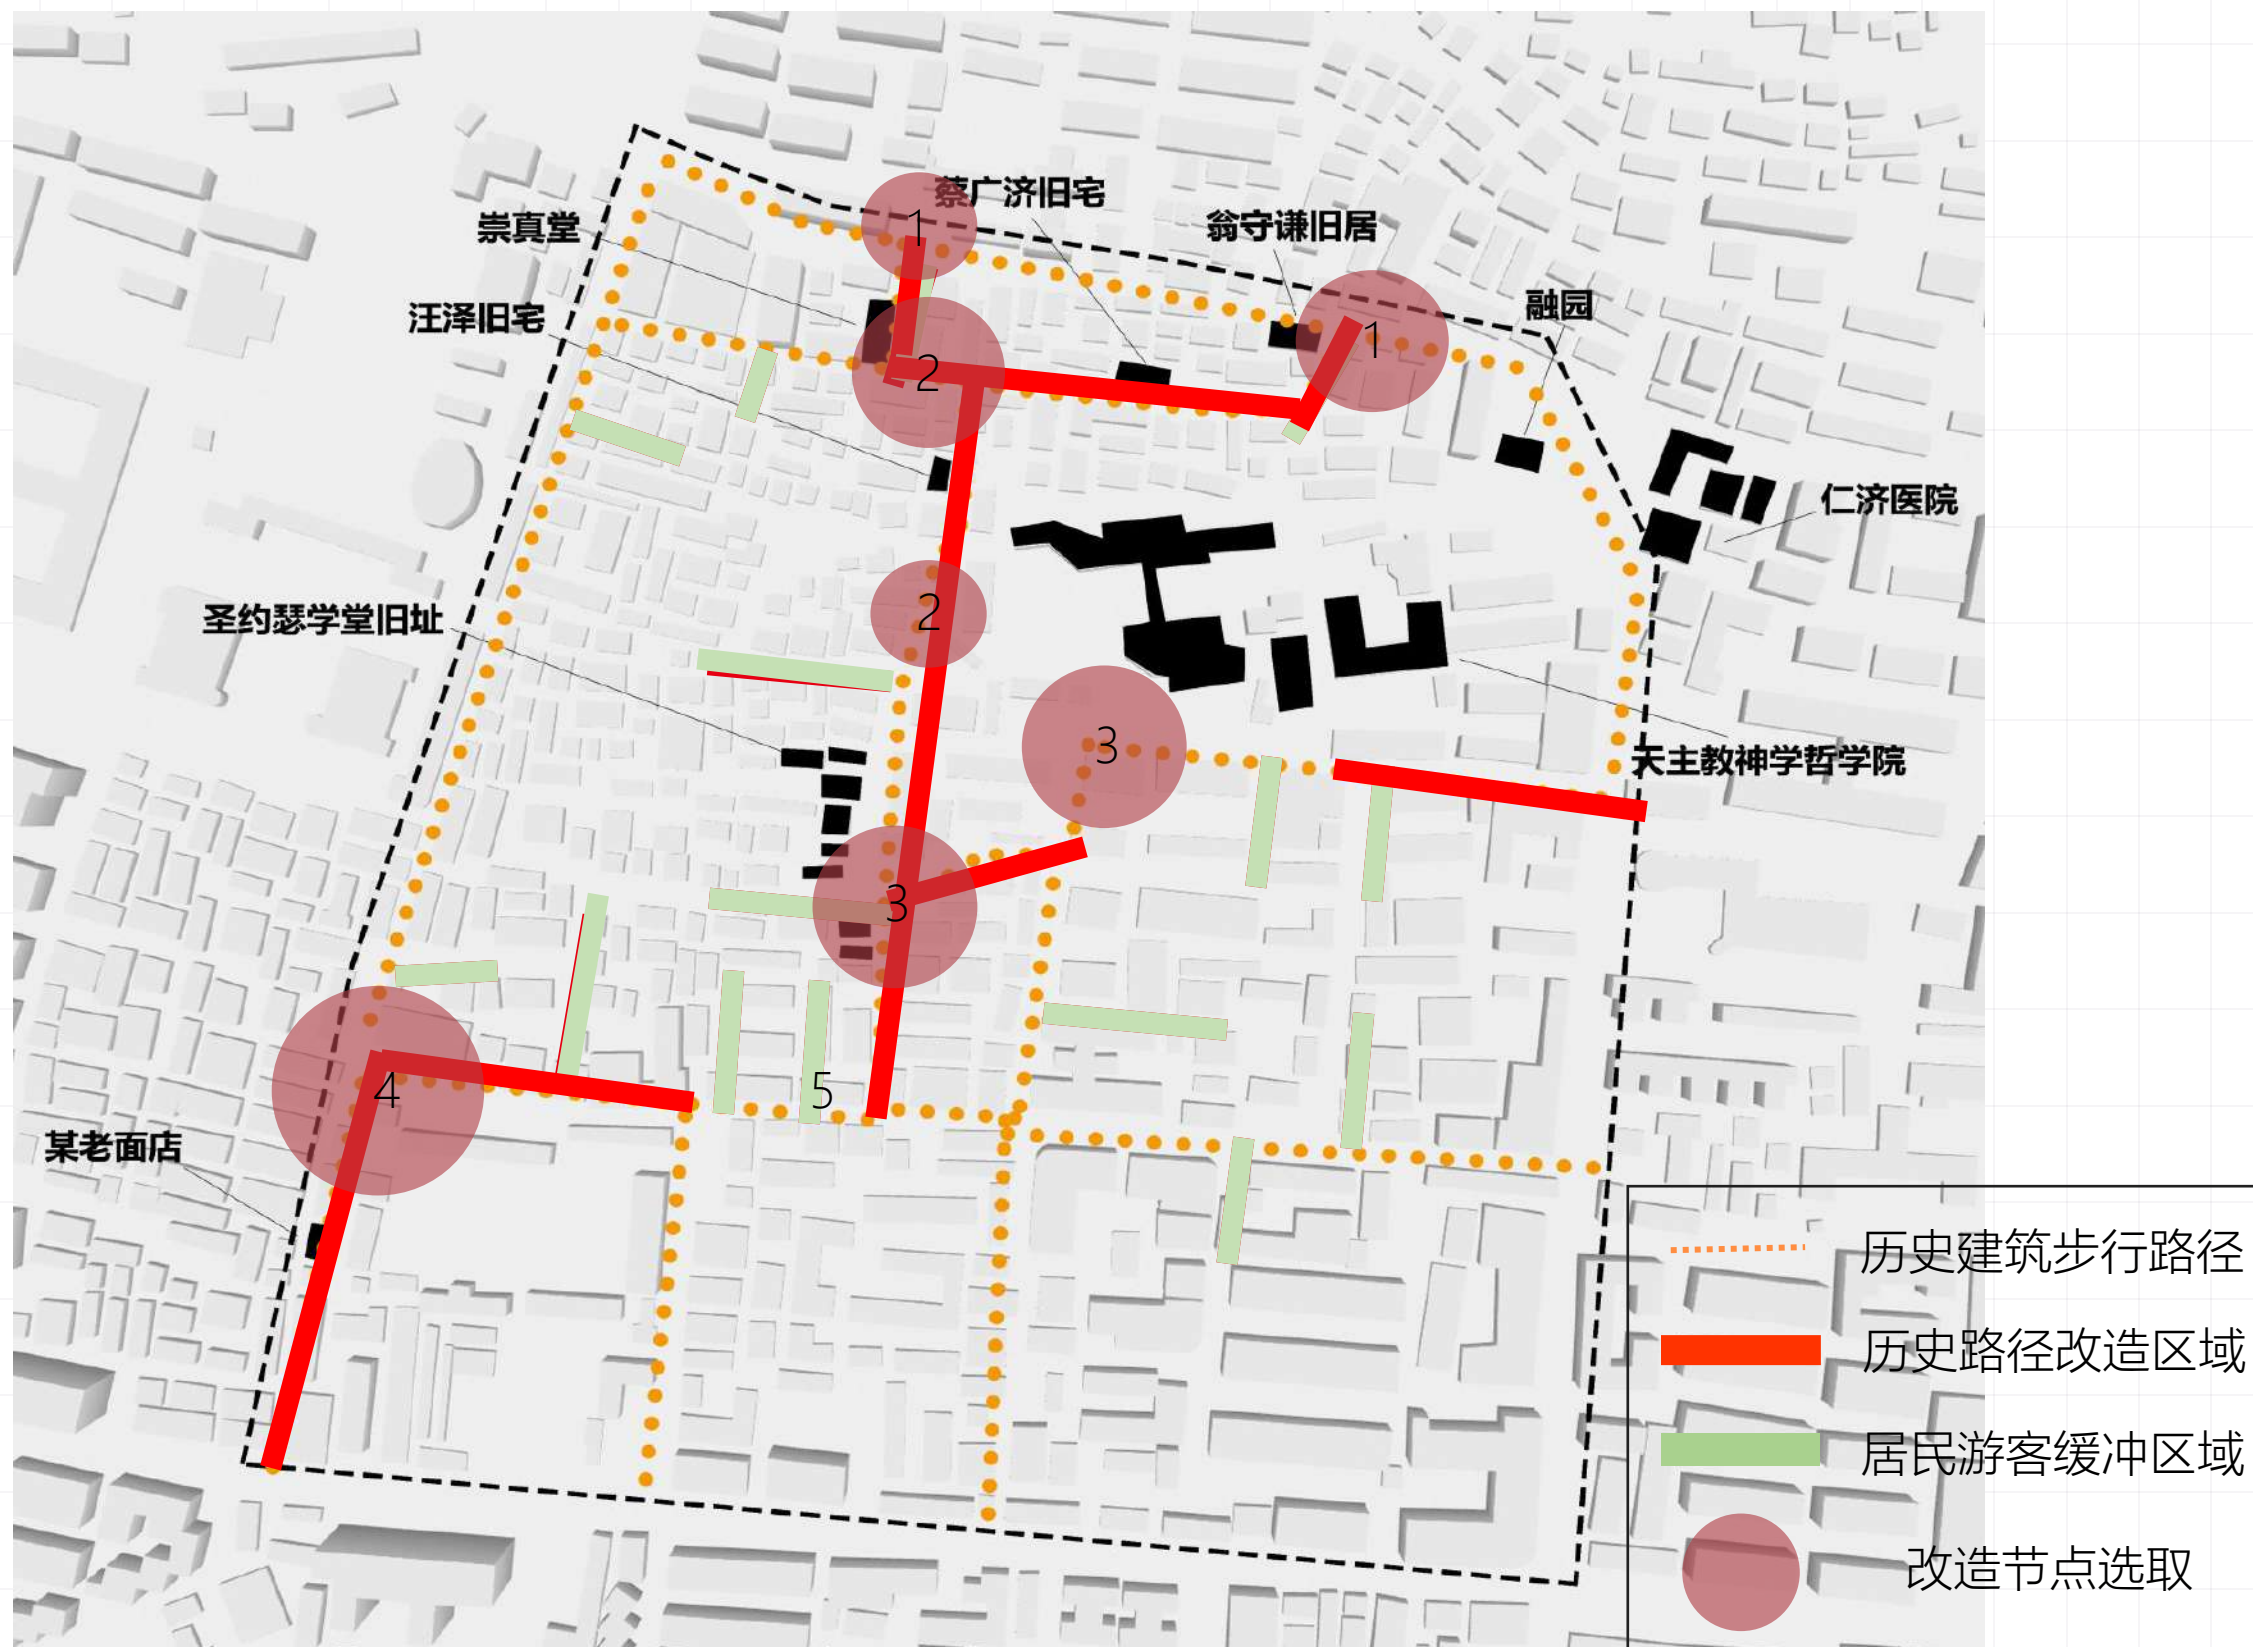 蔡广济旧宅
崇真堂
1
翁守谦旧居
汪泽旧宅
融园
1
2
仁济医院
圣约瑟学堂旧址
2
3
天主教神学哲学院
3
4
5
某老面店
历史建筑步行路径
历史路径改造区域
居民游客缓冲区域
改造节点选取